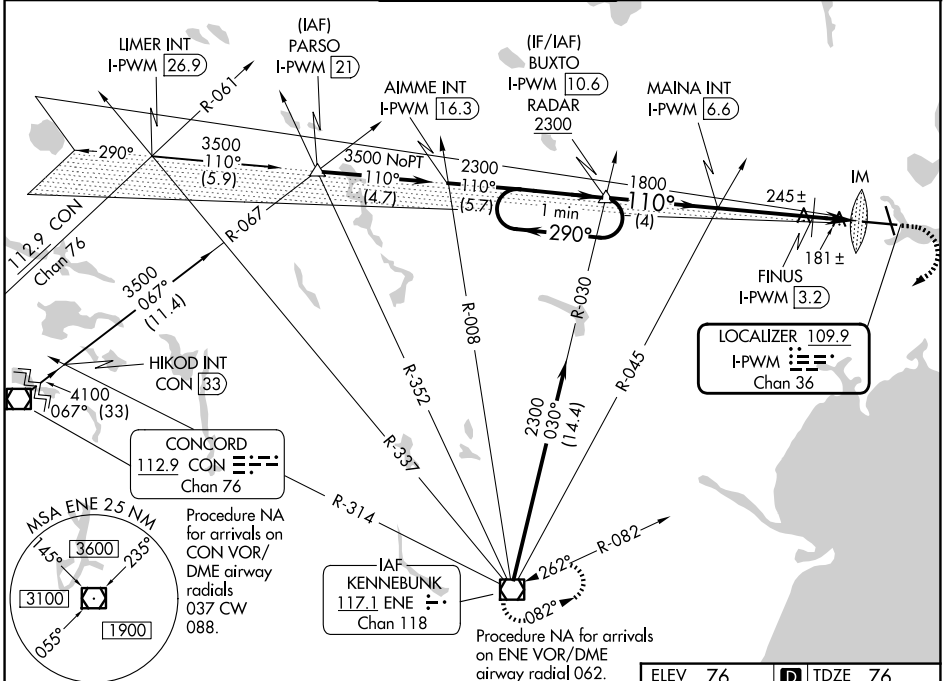 LIMER INT
I-PWM 26.9
(IAF)
PARSO
I-PWM 21
AIMME INT
I-PWM 16.3
(IF/IAF)
BUXTO
I-PWM 10.6
RADAR
2300
MAINA INT
I-PWM 6.6
R-061
290°
3500
110°
(5.9)
3500 NoPT
110°
(4.7)
2300
110°
(5.7)
1 min
290°
1800
110°
(4)
245±
IM
181±
FINUS
I-PWM 3.2
112.9 CON
Chan 76
R-067
3500
067°
(11.4)
HIKOD INT
CON 33
4100
067° (33)
R-337
R-352
R-008
R-030
R-045
2300
030°
(14.4)
LOCALIZER 109.9
I-PWM
Chan 36
CONCORD
112.9 CON
Chan 76
R-314
MSA ENE 25 NM
145°
235°
055°
3600
3100
1900
Procedure NA
for arrivals on
CON VOR/
DME airway
radials
037 CW
088.
IAF
KENNEBUNK
117.1 ENE
Chan 118
262°
R-082
082°
Procedure NA for arrivals
on ENE VOR/DME
airway radial 062.
ELEV 76
D TDZE 76